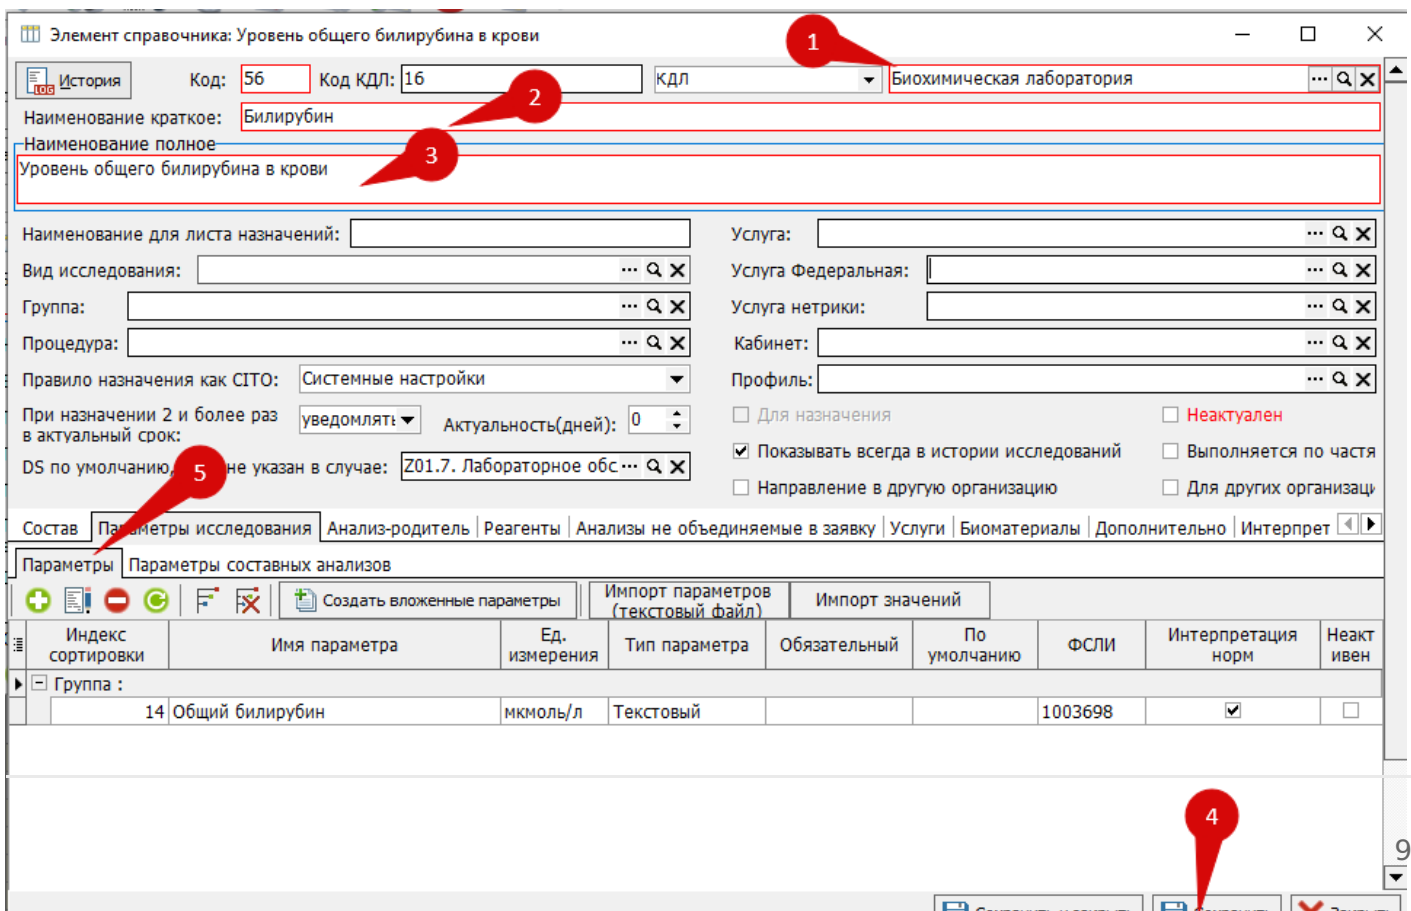 Элемент справочника: Уровень общего билирубина в крови
1
История Код: 56 Код КДЛ: 16 КДЛ Биохимическая лаборатория
2
Наименование краткое: Билирубин
Наименование полное
3
Уровень общего билирубина в крови
Наименование для листа назначений: Услуга:
Вид исследования: Услуга Федеральная:
Группа: Услуга нетрики:
Процедура: Кабинет:
Правило назначения как CITO: Системные настройки Профиль:
При назначении 2 и более раз
в актуальный срок: уведомлять Актуальность(дней): 0
Для назначения Неактуален
Показывать всегда в истории исследований Выполняется по частя
DS по умолчанию, не указан в случае: Z01.7. Лабораторное обс
5
Направление в другую организацию Для других организаци
Состав Параметры исследования Анализ-родитель Реагенты Анализы не объединяемые в заявку Услуги Биоматериалы Дополнительно Интерпрет
Параметры Параметры составных анализов
Создать вложенные параметры Импорт параметров
(текстовый файл) Импорт значений
Индекс
сортировки Имя параметра Ед.
измерения Тип параметра Обязательный По
умолчанию ФСЛИ Интерпретация
норм Неакт
ивен
Группа :
14 Общий билирубин мкмоль/л Текстовый 1003698
4
9